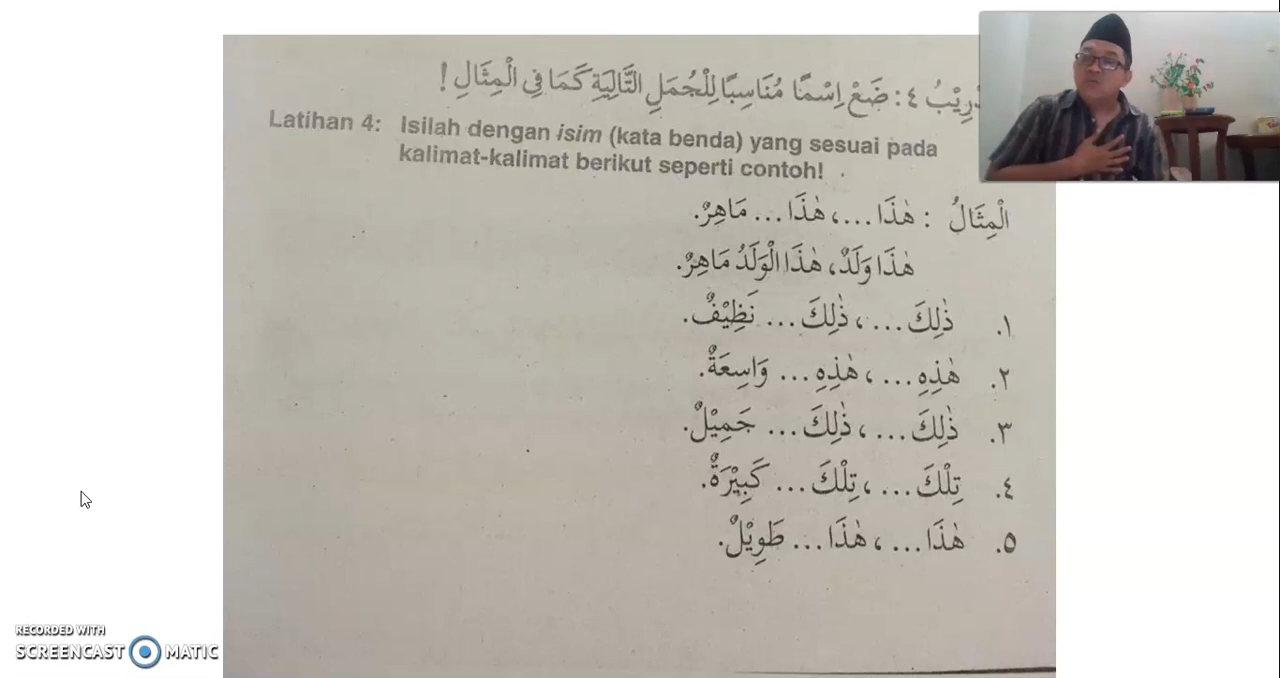 تَدْرِيْبُ ٤ : ضَعْ اِسْمًا مُنَاسِبًا لِلْجُمَلِ التَّالِيَةِ كَمَا فِى الْمِثَالِ !
Latihan 4: Isilah dengan isim (kata benda) yang sesuai pada
kalimat-kalimat berikut seperti contoh!
الْمِثَالُ : هٰذَا ...، هٰذَا ... مَاهِرٌ.
هٰذَا وَلَدٌ، هٰذَا الْوَلَدُ مَاهِرٌ.
١. ذٰلِكَ ...، ذٰلِكَ ... نَظِيْفٌ.
٢. هٰذِهِ ...، هٰذِهِ ... وَاسِعَةٌ.
٣. ذٰلِكَ ...، ذٰلِكَ ... جَمِيْلٌ.
٤. تِلْكَ ...، تِلْكَ ... كَبِيْرَةٌ.
٥. هٰذَا ...، هٰذَا ... طَوِيْلٌ.
RECORDED WITH
SCREENCAST MATIC